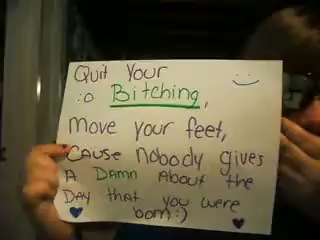 Quit Your :)
:o Bitching,
Move your feet,
'Cause nobody gives
A Damn About the
Day that you were
born:)